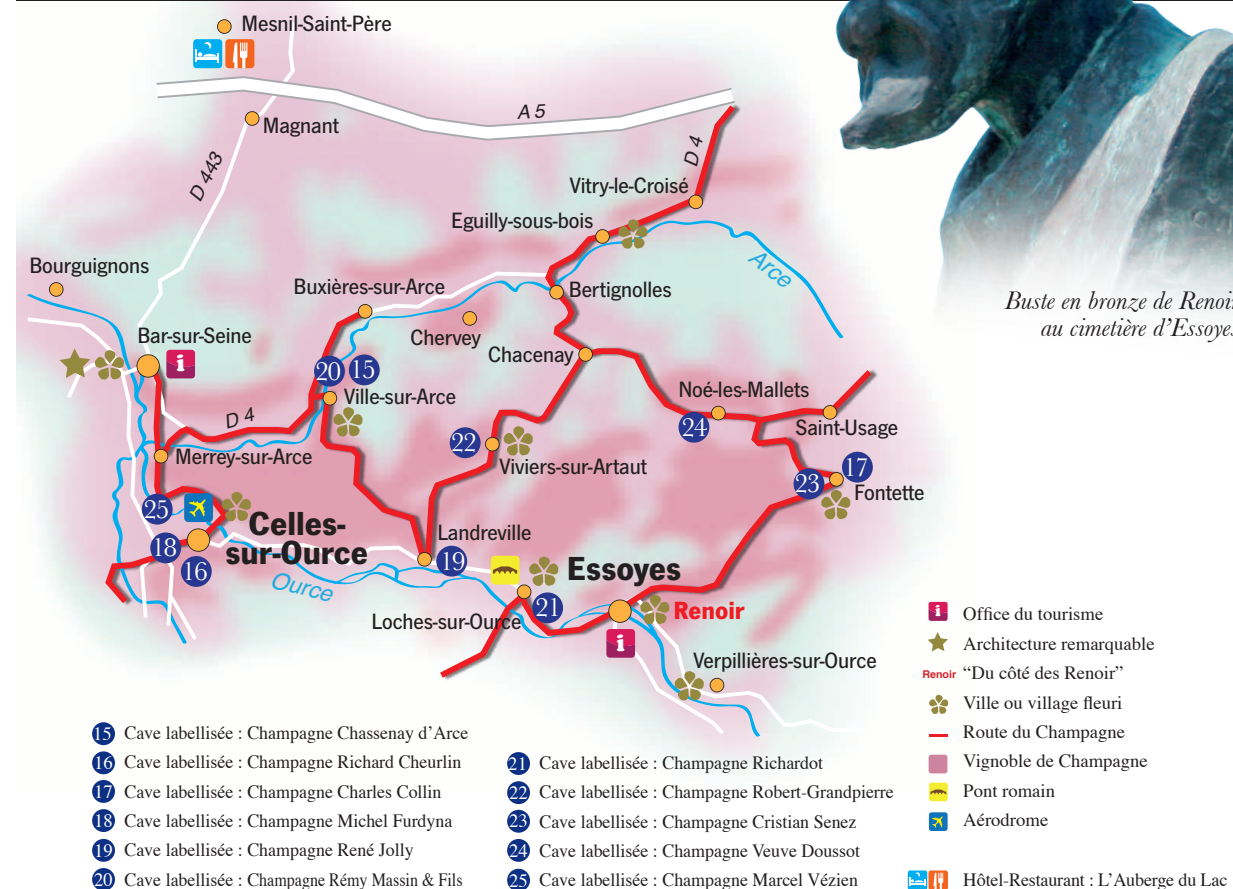 Mesnil-Saint-Père
A 5
Magnant
D 443
D 4
Vitry-le-Croisé
Eguilly-sous-bois
Arce
Bourguignons
Buxières-sur-Arce
Bertignolles
Buste en bronze de Renoir
au cimetière d'Essoyes
Bar-sur-Seine
i
Chervey
Chacenay
20
15
Noé-les-Mallets
Ville-sur-Arce
D 4
24
Saint-Usage
22
Merrey-sur-Arce
Viviers-sur-Artaut
17
23
Fontette
25
Celles-
sur-Ource
Landreville
18
16
19
Essoyes
Ource
21
Renoir
Loches-sur-Ource
i
Verpillières-sur-Ource
i Office du tourisme
Architecture remarquable
Renoir "Du côté des Renoir"
Ville ou village fleuri
Route du Champagne
Vignoble de Champagne
Pont romain
Aérodrome
Hôtel-Restaurant : L'Auberge du Lac
15 Cave labellisée : Champagne Chassenay d'Arce
16 Cave labellisée : Champagne Richard Cheurlin
17 Cave labellisée : Champagne Charles Collin
18 Cave labellisée : Champagne Michel Furdyna
19 Cave labellisée : Champagne René Jolly
20 Cave labellisée : Champagne Rémy Massin & Fils
21 Cave labellisée : Champagne Richardot
22 Cave labellisée : Champagne Robert-Grandpierre
23 Cave labellisée : Champagne Cristian Senez
24 Cave labellisée : Champagne Veuve Doussot
25 Cave labellisée : Champagne Marcel Vézien